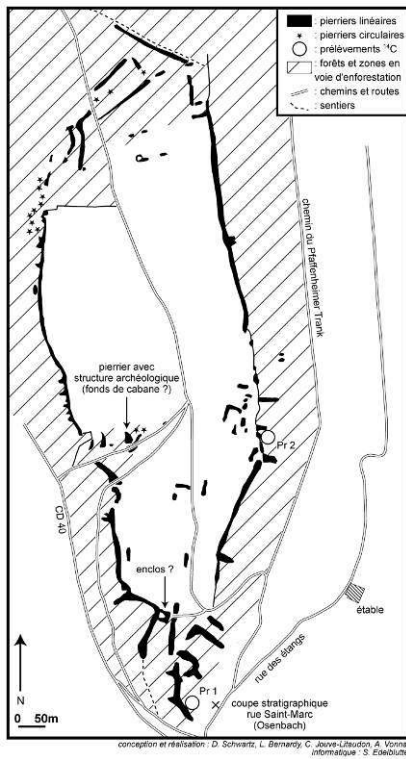 : pierriers linéaires
: pierriers circulaires
: prélévements ¹⁴C
: forêts et zones en
voie d'enforestation
: chemins et routes
: sentiers
chemin du Pfaffenheimer Trank
pierrier avec
structure archéologique
(fonds de cabane ?)
Pr 2
CD 40
enclos ?
étable
rue des étangs
Pr 1
coupe stratigraphique
rue Saint-Marc
(Osenbach)
N
0 50m
conception et réalisation : D. Schwartz, L. Bernardy, C. Jouve-Litaudon, A. Vonna
Informatique : S. Edelblutte